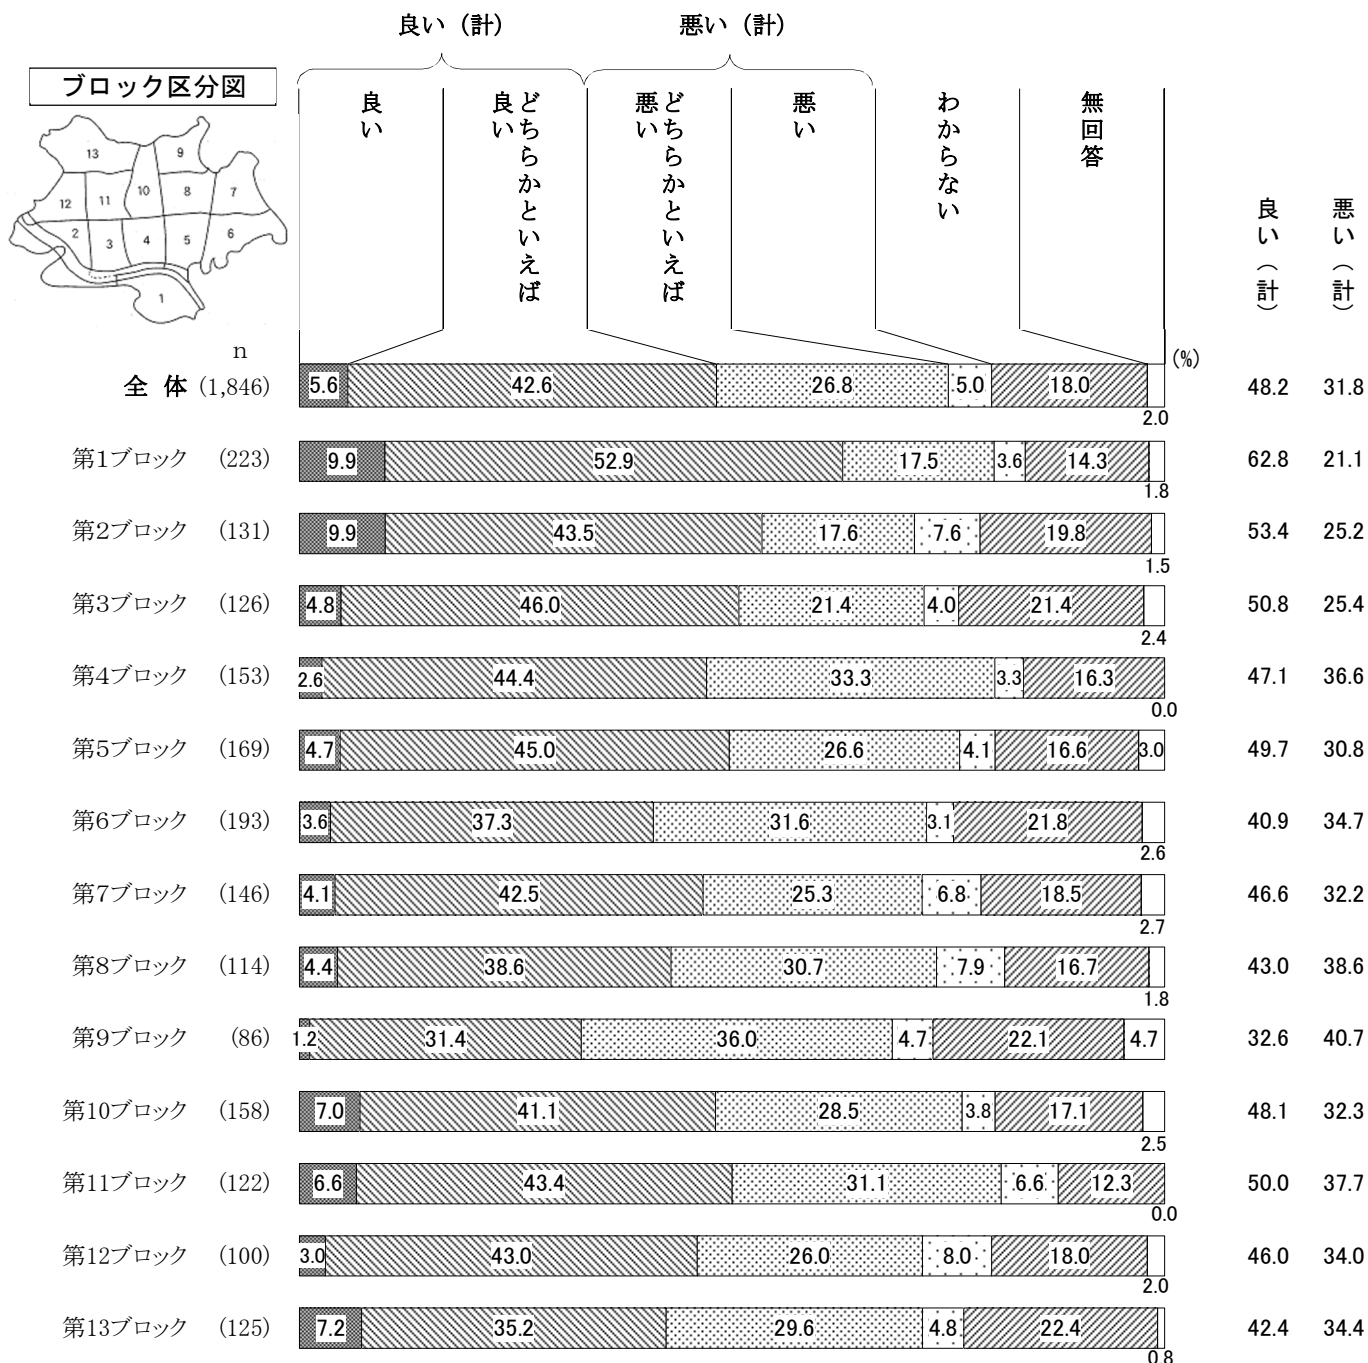 良い（計）
悪い（計）
ブロック区分図
良い
どちらかといえば
良い
どちらかといえば
悪い
悪い
わからない
無回答
良い（計）
悪い（計）
13
9
12
11
10
8
7
2
3
4
5
6
1
n
(%)
全 体 (1,846) 5.6 42.6 26.8 5.0 18.0 2.0 48.2 31.8
第1ブロック (223) 9.9 52.9 17.5 3.6 14.3 1.8 62.8 21.1
第2ブロック (131) 9.9 43.5 17.6 7.6 19.8 1.5 53.4 25.2
第3ブロック (126) 4.8 46.0 21.4 4.0 21.4 2.4 50.8 25.4
第4ブロック (153) 2.6 44.4 33.3 3.3 16.3 0.0 47.1 36.6
第5ブロック (169) 4.7 45.0 26.6 4.1 16.6 3.0 49.7 30.8
第6ブロック (193) 3.6 37.3 31.6 3.1 21.8 2.6 40.9 34.7
第7ブロック (146) 4.1 42.5 25.3 6.8 18.5 2.7 46.6 32.2
第8ブロック (114) 4.4 38.6 30.7 7.9 16.7 1.8 43.0 38.6
第9ブロック (86) 1.2 31.4 36.0 4.7 22.1 4.7 32.6 40.7
第10ブロック (158) 7.0 41.1 28.5 3.8 17.1 2.5 48.1 32.3
第11ブロック (122) 6.6 43.4 31.1 6.6 12.3 0.0 50.0 37.7
第12ブロック (100) 3.0 43.0 26.0 8.0 18.0 2.0 46.0 34.0
第13ブロック (125) 7.2 35.2 29.6 4.8 22.4 0.8 42.4 34.4